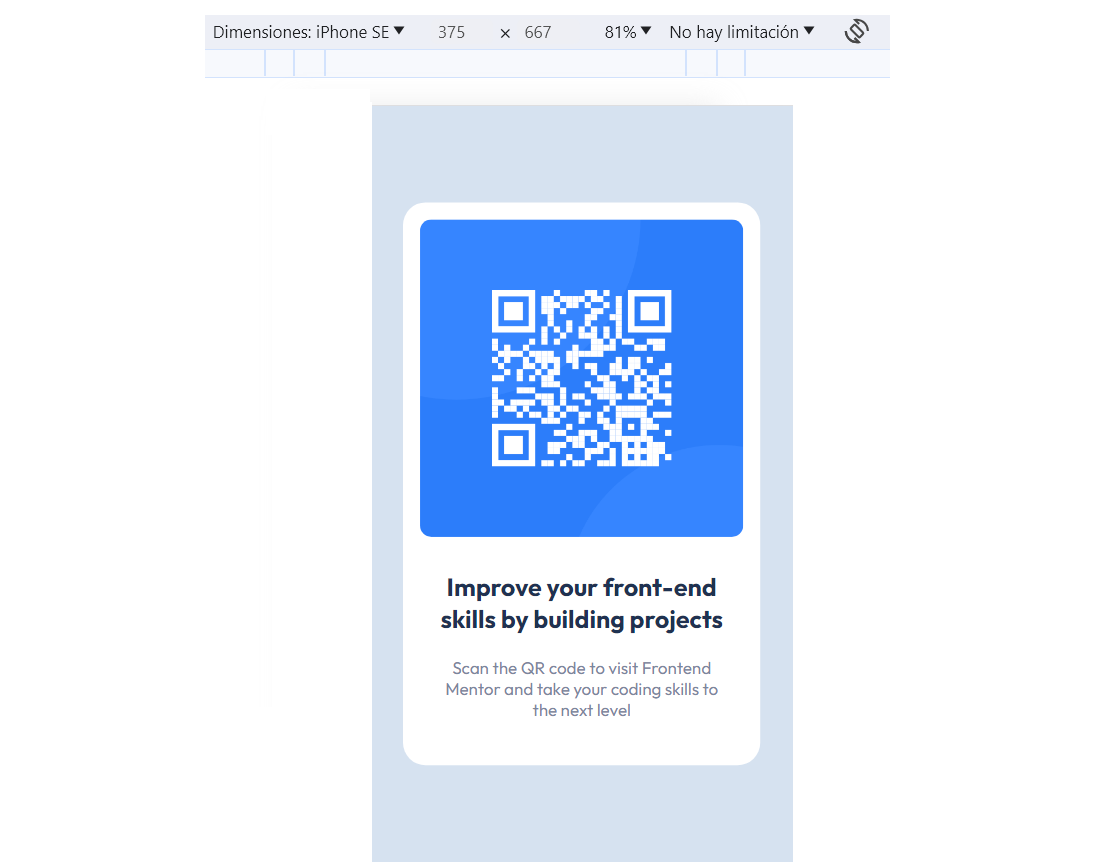 Dimensiones: iPhone SE 375 × 667 81% No hay limitación
Improve your front-end
skills by building projects
Scan the QR code to visit Frontend
Mentor and take your coding skills to
the next level